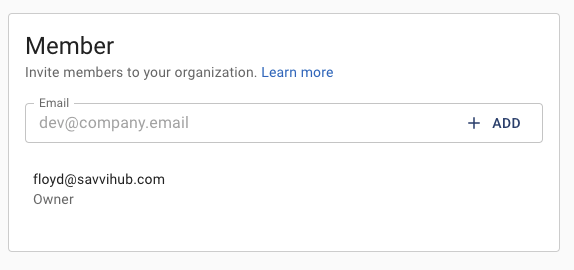 Member
Invite members to your organization. Learn more
Email
dev@company.email + ADD
floyd@savvihub.com
Owner